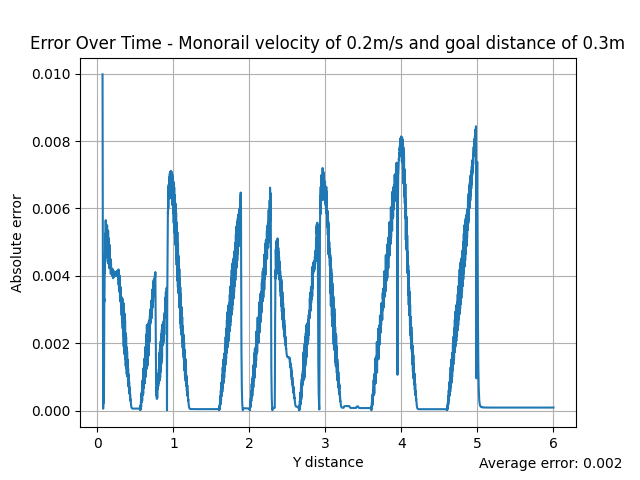 Error Over Time - Monorail velocity of 0.2m/s and goal distance of 0.3m
0.010
0.008
0.006
0.004
0.002
0.000
Absolute error
0 1 2 3 4 5 6
Y distance
Average error: 0.002